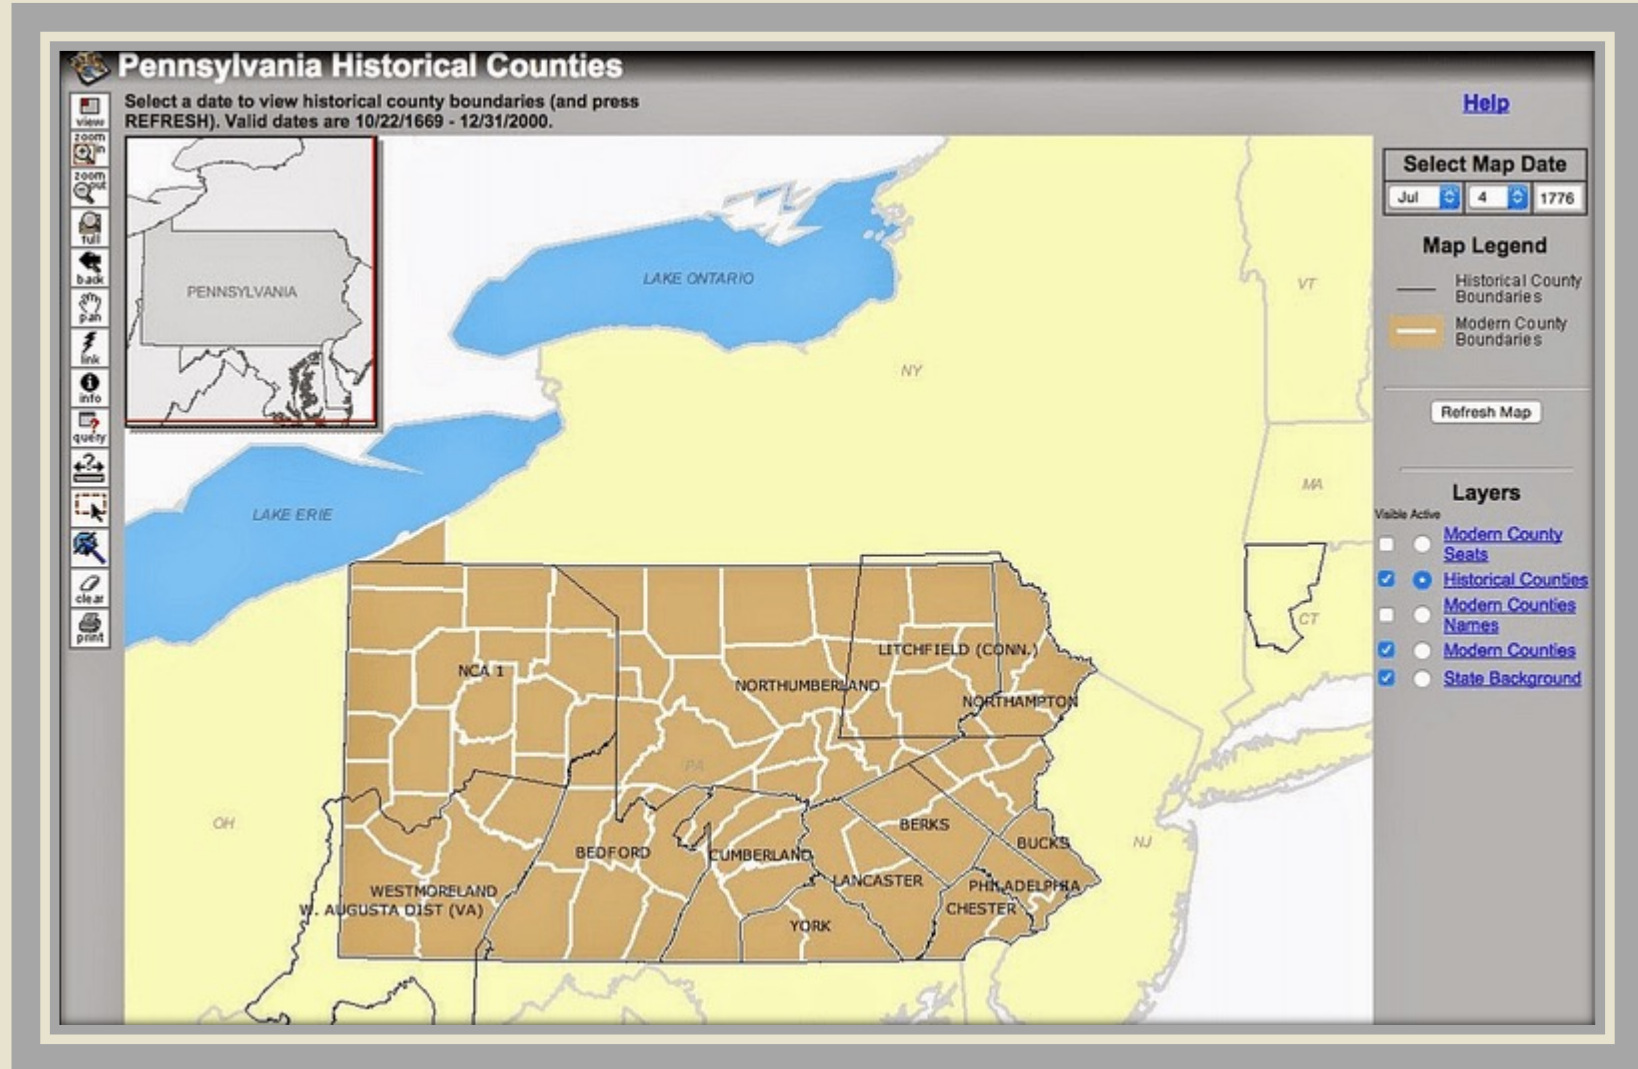 Pennsylvania Historical Counties
Select a date to view historical county boundaries (and press
REFRESH). Valid dates are 10/22/1669 - 12/31/2000.
Help
view
zoom
in
zoom
out
full
back
pan
link
info
query
clear
print
PENNSYLVANIA
LAKE ONTARIO
LAKE ERIE
NY
VT
MA
CT
OH
NJ
PA
NCA 1
LITCHFIELD (CONN.)
NORTHUMBERLAND
NORTHAMPTON
BERKS
BUCKS
BEDFORD
CUMBERLAND
LANCASTER
PHILADELPHIA
WESTMORELAND
W. AUGUSTA DIST (VA)
CHESTER
YORK
Select Map Date
Jul 4 1776
Map Legend
Historical County
Boundaries
Modern County
Boundaries
Refresh Map
Layers
Visible Active
Modern County
Seats
Historical Counties
Modern Counties
Names
Modern Counties
State Background